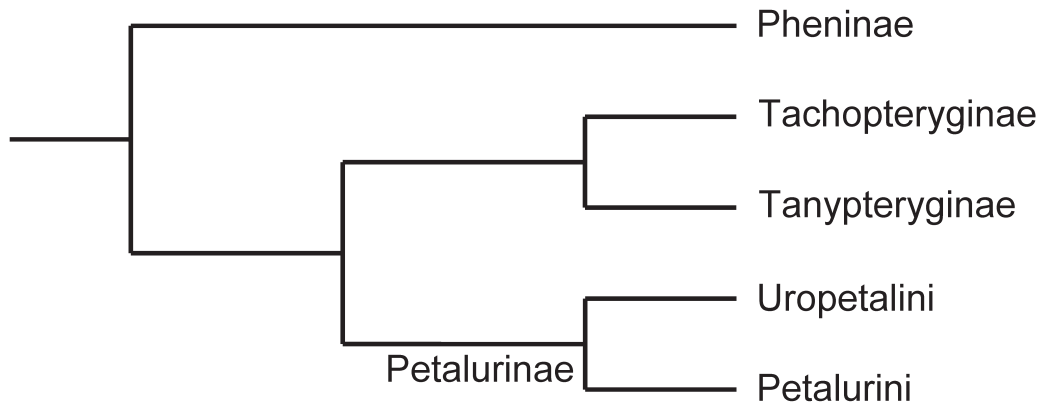 Pheninae
Tachopteryginae
Tanypteryginae
Uropetalini
Petalurinae
Petalurini